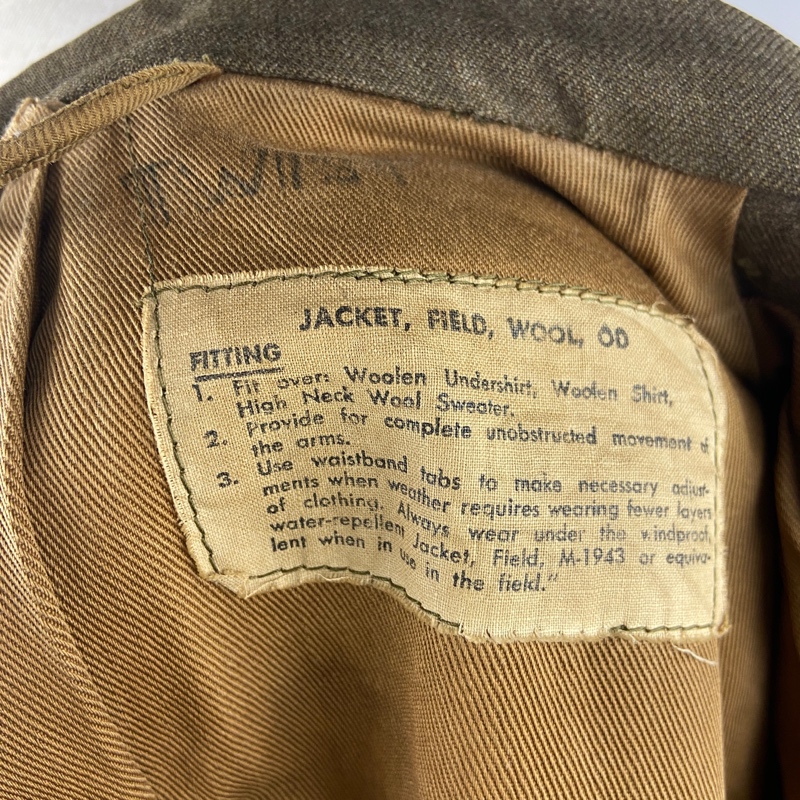 JACKET, FIELD, WOOL, OD
FITTING
1. Fit over: Woolen Undershirt, Woolen Shirt,
High Neck Wool Sweater.
2. Provide for complete unobstructed movement of
the arms.
3. Use waistband tabs to make necessary adjust-
ments when weather requires wearing fewer layers
of clothing. Always wear under the windproof,
water-repellent Jacket, Field, M-1943 or equiva-
lent when in use in the field."